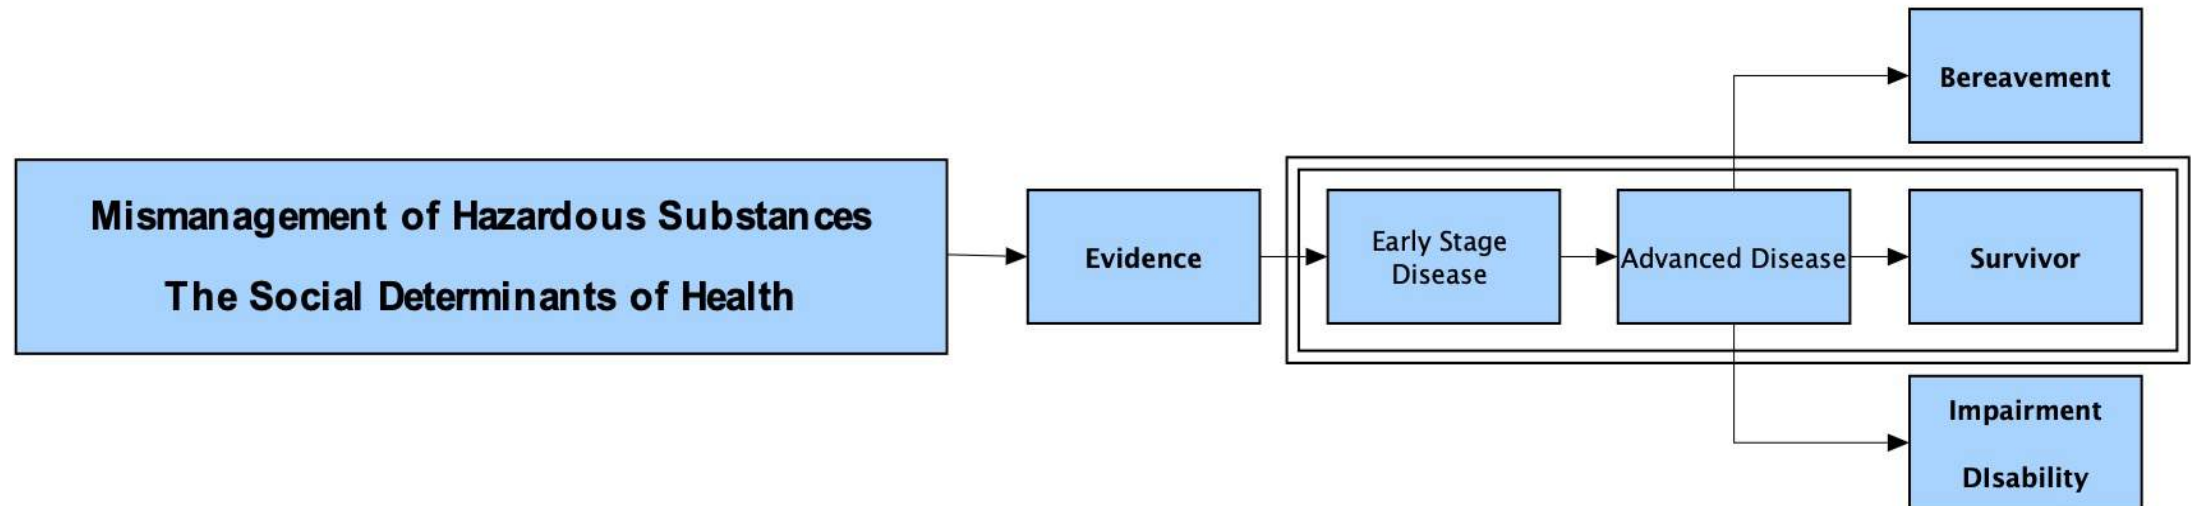 Mismanagement of Hazardous Substances
The Social Determinants of Health
Evidence
Early Stage
Disease
Advanced Disease
Bereavement
Survivor
Impairment
DIsability